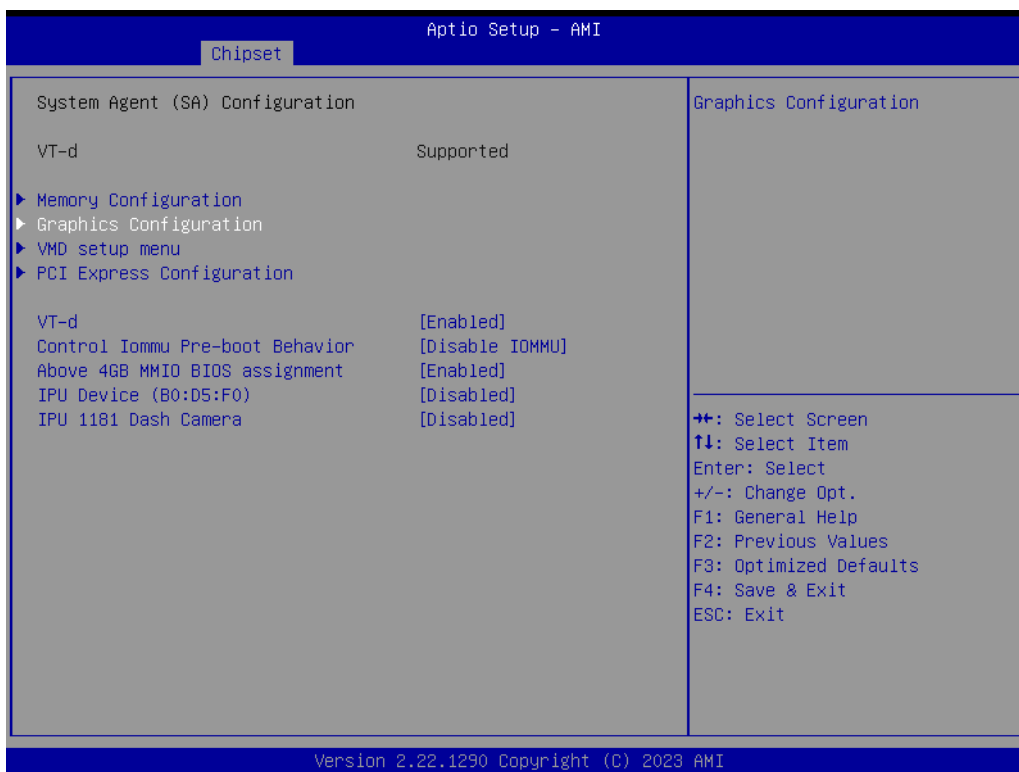 Aptio Setup – AMI
Chipset
System Agent (SA) Configuration
Graphics Configuration
VT-d Supported
Memory Configuration
Graphics Configuration
VMD setup menu
PCI Express Configuration
VT-d [Enabled]
Control Iommu Pre-boot Behavior [Disable IOMMU]
Above 4GB MMIO BIOS assignment [Enabled]
IPU Device (B0:D5:F0) [Disabled]
IPU 1181 Dash Camera [Disabled]
→←: Select Screen
↑↓: Select Item
Enter: Select
+/-: Change Opt.
F1: General Help
F2: Previous Values
F3: Optimized Defaults
F4: Save & Exit
ESC: Exit
Version 2.22.1290 Copyright (C) 2023 AMI